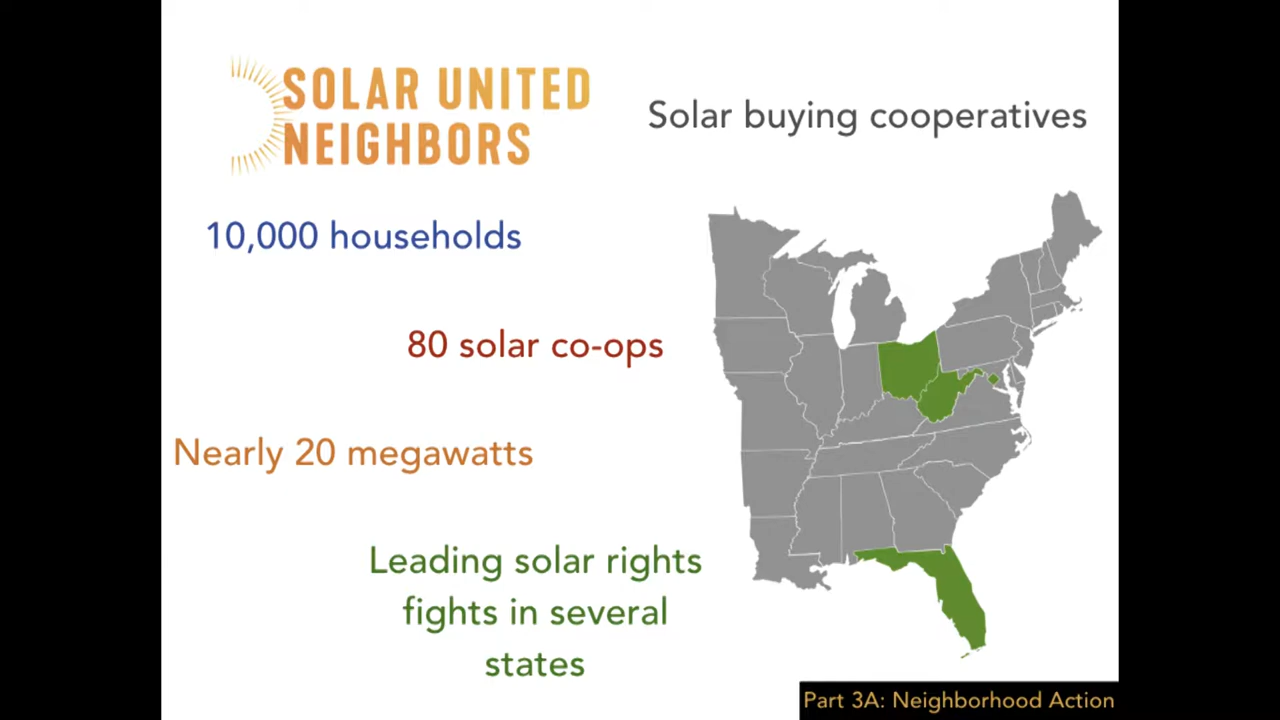 SOLAR UNITED
NEIGHBORS
Solar buying cooperatives
10,000 households
80 solar co-ops
Nearly 20 megawatts
Leading solar rights
fights in several
states
Part 3A: Neighborhood Action